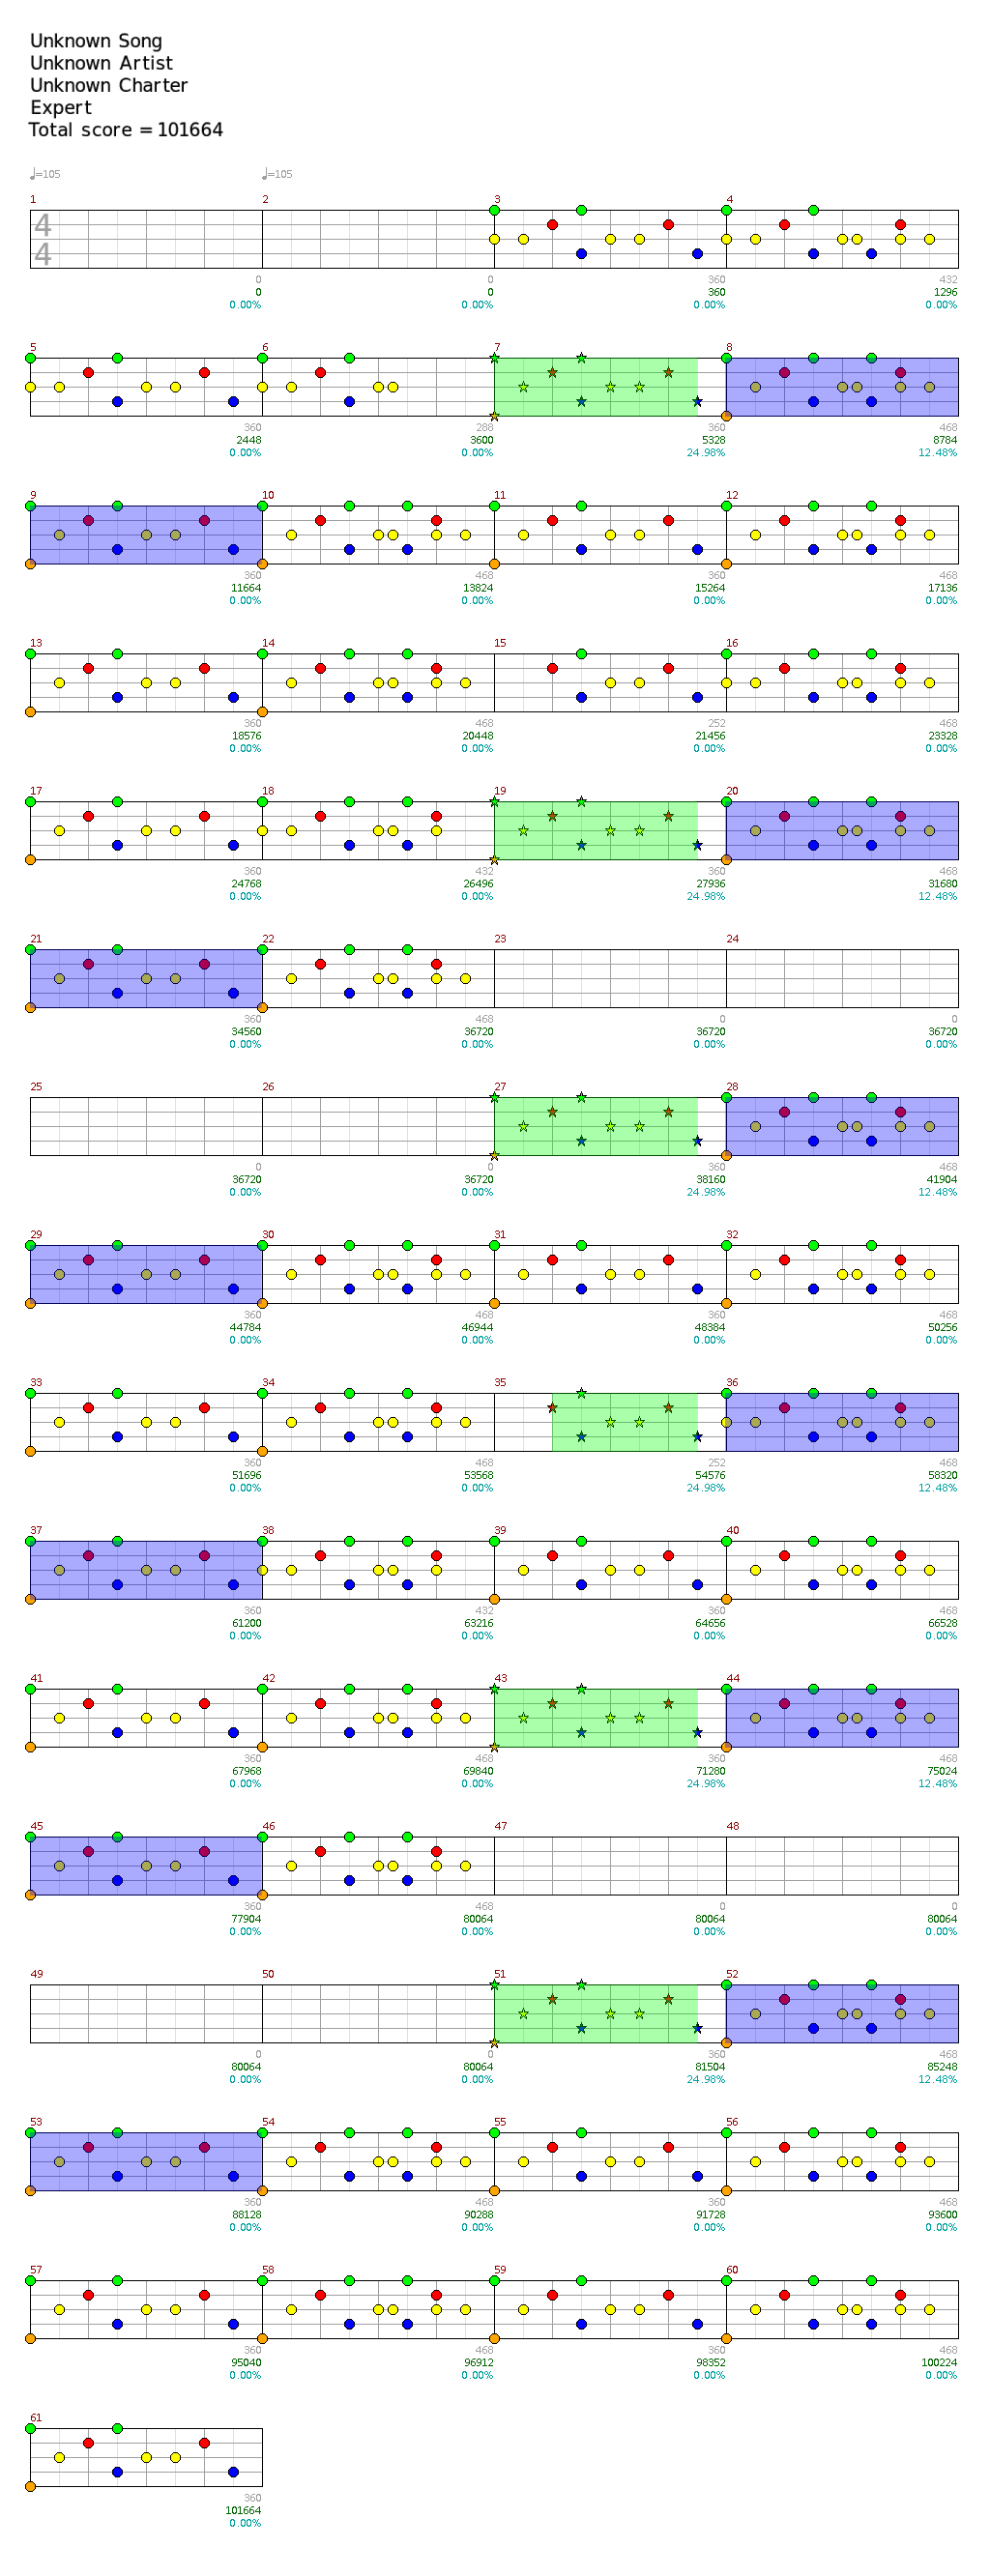 Unknown Song
Unknown Artist
Unknown Charter
Expert
Total score = 101664
♩=105 ♩=105
1 2 3 4
4
4
0 0 360 432
0 0 360 1296
0.00% 0.00% 0.00% 0.00%
5 6 7 8
360 288 360 468
2448 3600 5328 8784
0.00% 0.00% 24.98% 12.48%
9 10 11 12
360 468 360 468
11664 13824 15264 17136
0.00% 0.00% 0.00% 0.00%
13 14 15 16
360 468 252 468
18576 20448 21456 23328
0.00% 0.00% 0.00% 0.00%
17 18 19 20
360 432 360 468
24768 26496 27936 31680
0.00% 0.00% 24.98% 12.48%
21 22 23 24
360 468 0 0
34560 36720 36720 36720
0.00% 0.00% 0.00% 0.00%
25 26 27 28
0 0 360 468
36720 36720 38160 41904
0.00% 0.00% 24.98% 12.48%
29 30 31 32
360 468 360 468
44784 46944 48384 50256
0.00% 0.00% 0.00% 0.00%
33 34 35 36
360 468 252 468
51696 53568 54576 58320
0.00% 0.00% 24.98% 12.48%
37 38 39 40
360 432 360 468
61200 63216 64656 66528
0.00% 0.00% 0.00% 0.00%
41 42 43 44
360 468 360 468
67968 69840 71280 75024
0.00% 0.00% 24.98% 12.48%
45 46 47 48
360 468 0 0
77904 80064 80064 80064
0.00% 0.00% 0.00% 0.00%
49 50 51 52
0 0 360 468
80064 80064 81504 85248
0.00% 0.00% 24.98% 12.48%
53 54 55 56
360 468 360 468
88128 90288 91728 93600
0.00% 0.00% 0.00% 0.00%
57 58 59 60
360 468 360 468
95040 96912 98352 100224
0.00% 0.00% 0.00% 0.00%
61
360
101664
0.00%